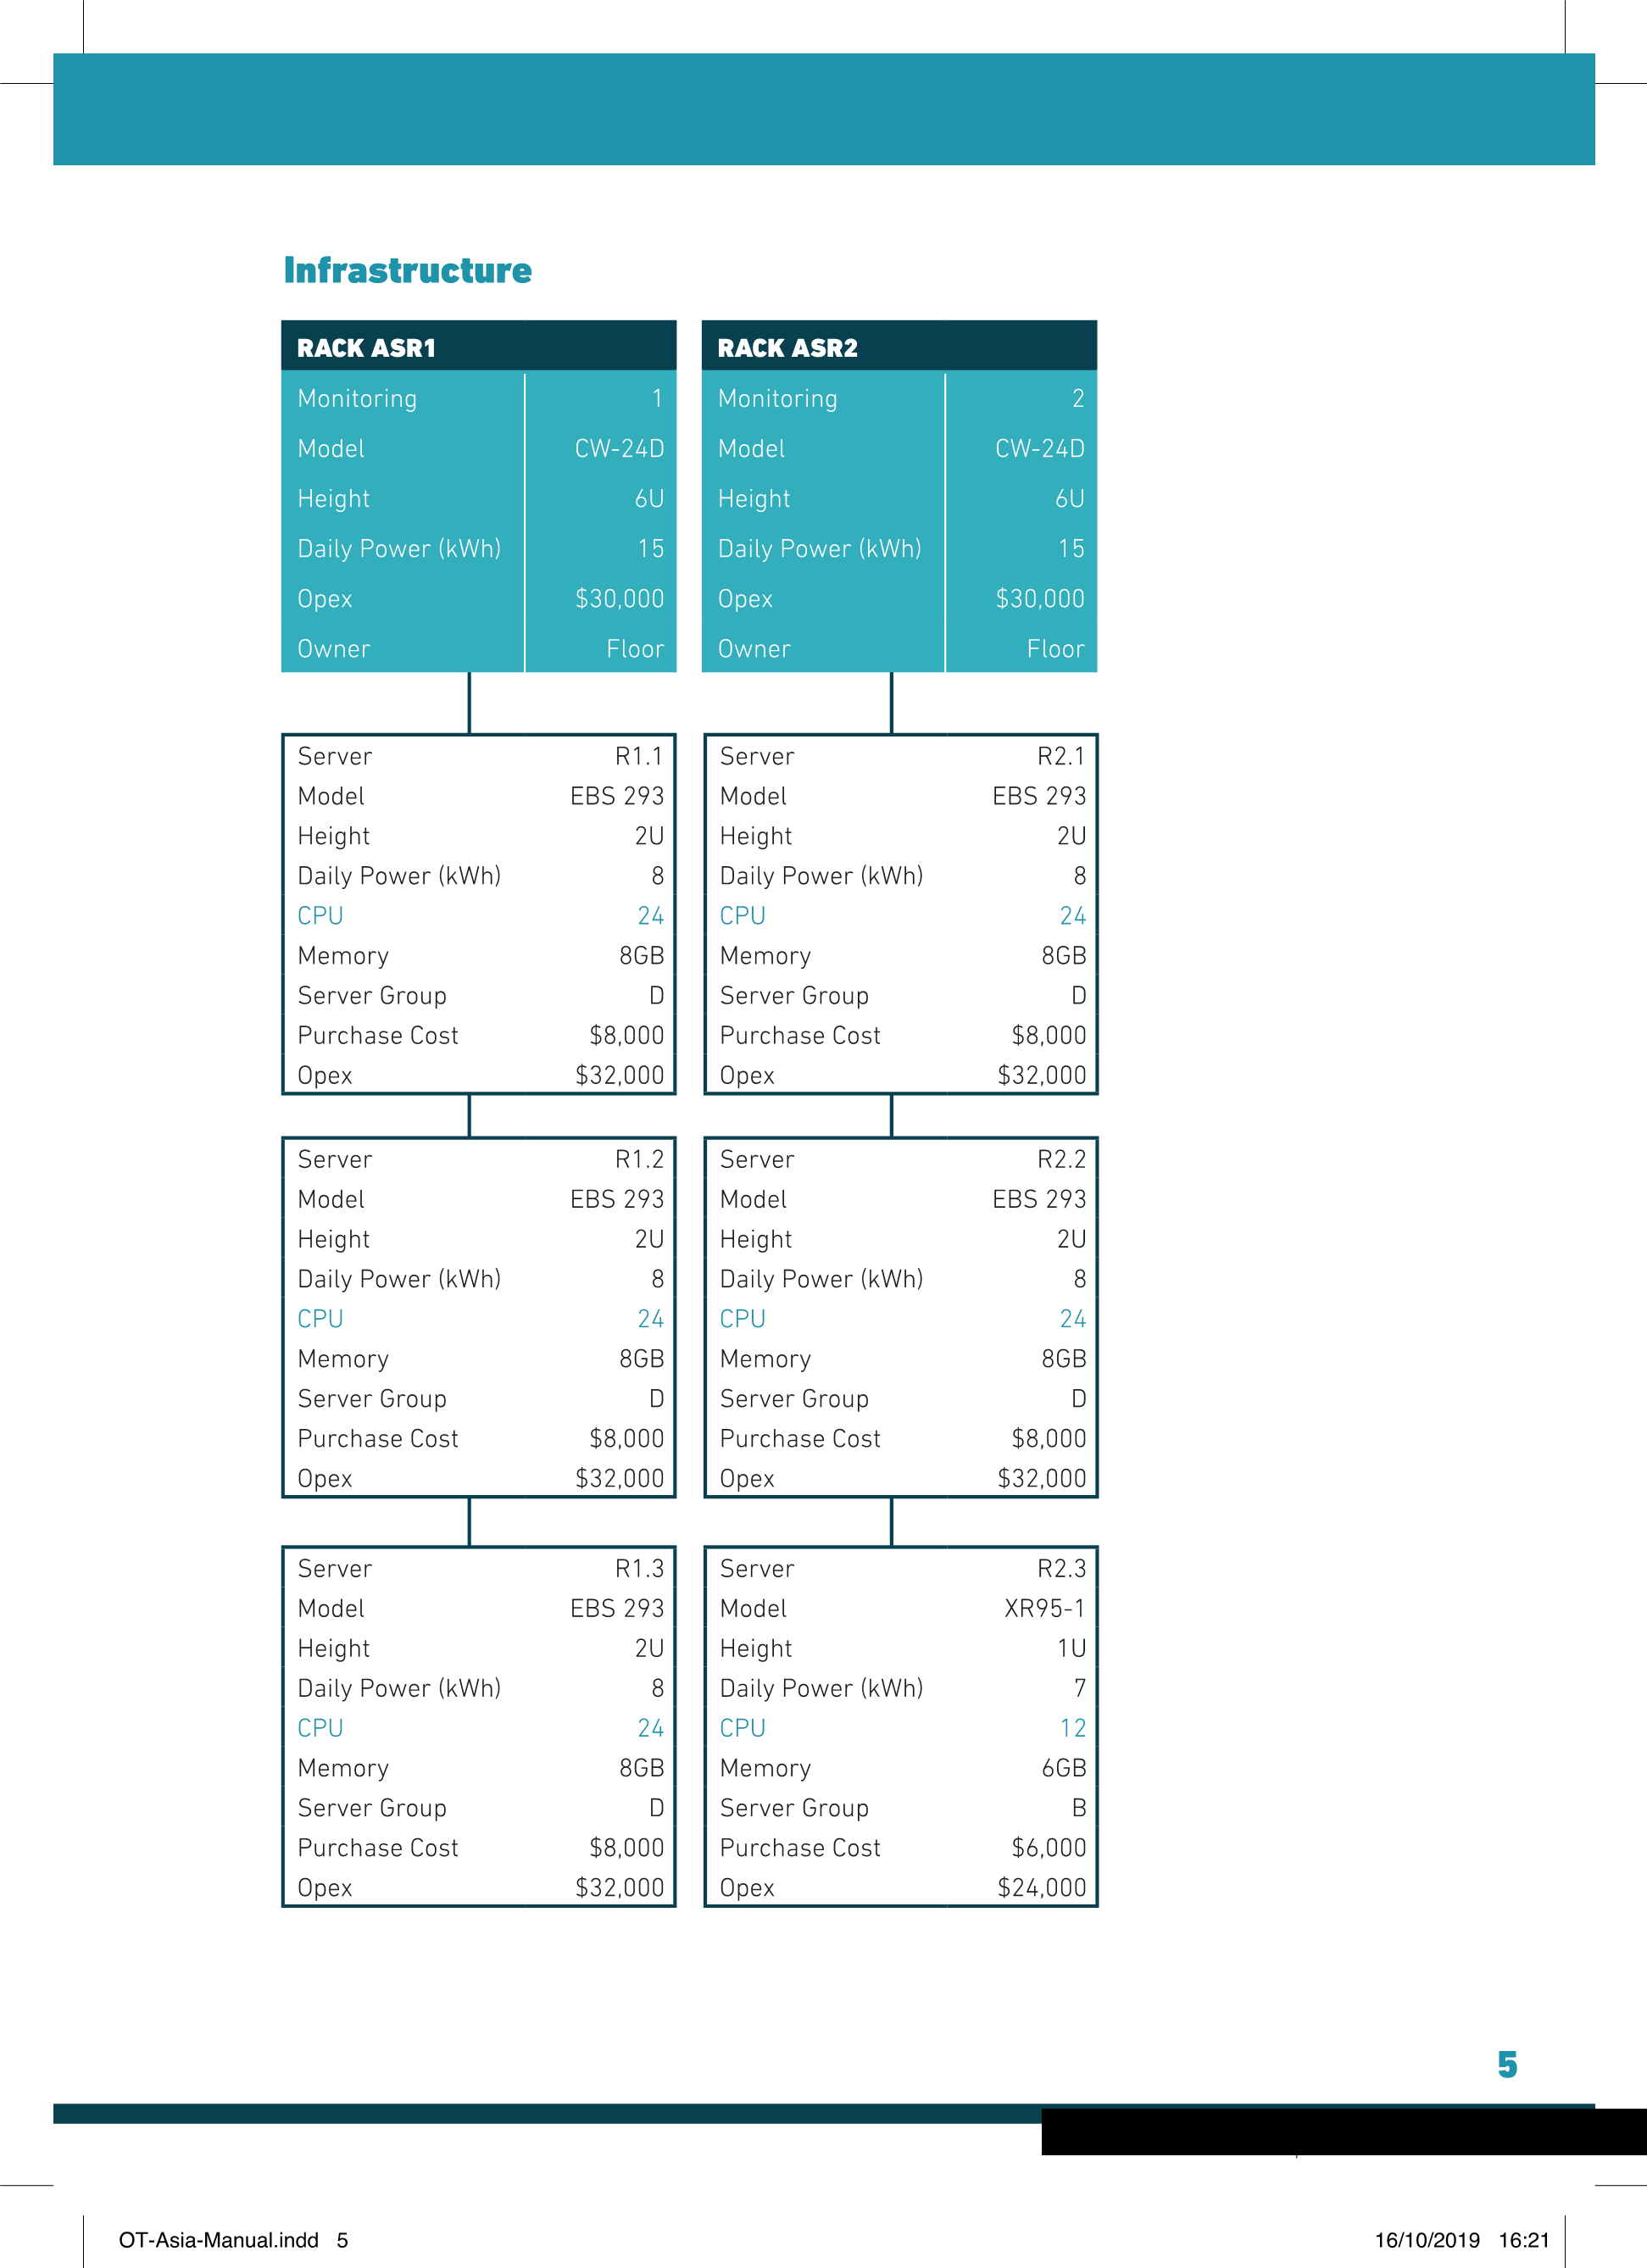 Infrastructure
RACK ASR1
Monitoring 1
Model CW-24D
Height 6U
Daily Power (kWh) 15
Opex $30,000
Owner Floor
Server R1.1
Model EBS 293
Height 2U
Daily Power (kWh) 8
CPU 24
Memory 8GB
Server Group D
Purchase Cost $8,000
Opex $32,000
Server R1.2
Model EBS 293
Height 2U
Daily Power (kWh) 8
CPU 24
Memory 8GB
Server Group D
Purchase Cost $8,000
Opex $32,000
Server R1.3
Model EBS 293
Height 2U
Daily Power (kWh) 8
CPU 24
Memory 8GB
Server Group D
Purchase Cost $8,000
Opex $32,000
RACK ASR2
Monitoring 2
Model CW-24D
Height 6U
Daily Power (kWh) 15
Opex $30,000
Owner Floor
Server R2.1
Model EBS 293
Height 2U
Daily Power (kWh) 8
CPU 24
Memory 8GB
Server Group D
Purchase Cost $8,000
Opex $32,000
Server R2.2
Model EBS 293
Height 2U
Daily Power (kWh) 8
CPU 24
Memory 8GB
Server Group D
Purchase Cost $8,000
Opex $32,000
Server R2.3
Model XR95-1
Height 1U
Daily Power (kWh) 7
CPU 12
Memory 6GB
Server Group B
Purchase Cost $6,000
Opex $24,000
5
OT-Asia-Manual.indd 5
16/10/2019 16:21